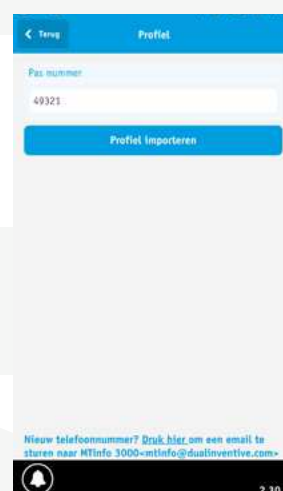 Terug
Profiel
Pas nummer
49321
Profiel importeren
Nieuw telefoonnummer? Druk hier om een email te
sturen naar MTinfo 3000<mtinfo@dualinventive.com>
2.30